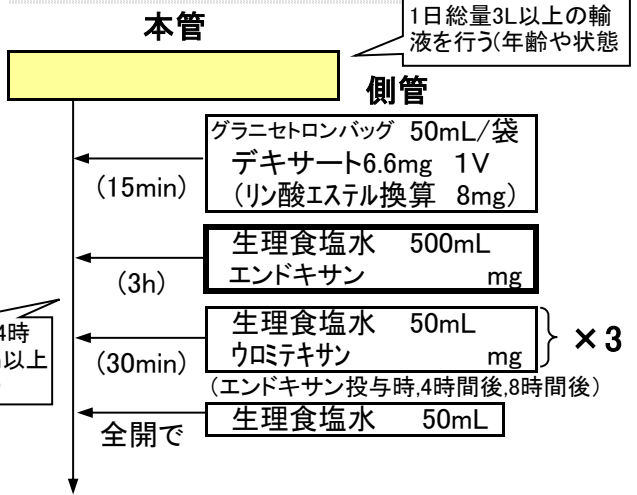 本管
1日総量3L以上の輸
液を行う(年齢や状態
側管
グラニセトロンバッグ 50mL/袋
デキサート6.6mg 1V
(リン酸エステル換算 8mg)
(15min)
生理食塩水 500mL
エンドキサン mg
(3h)
4時
以上
生理食塩水 50mL
ウロミテキサン mg
×3
(30min)
(エンドキサン投与時,4時間後,8時間後)
生理食塩水 50mL
全開で